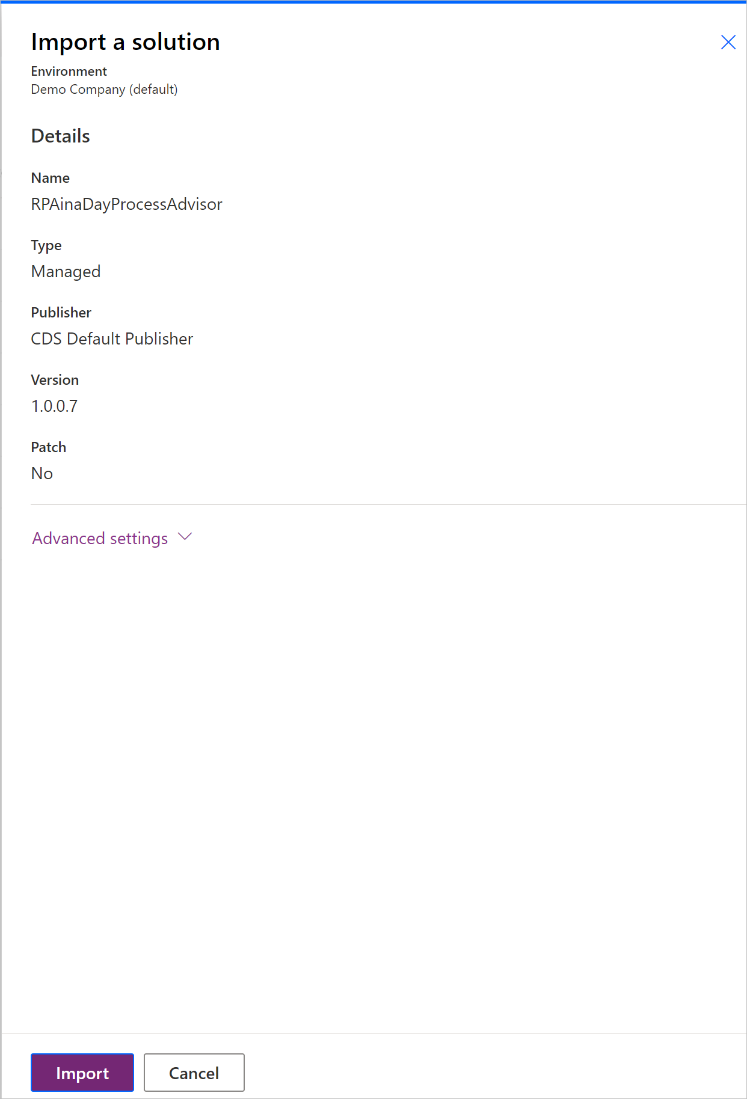 Import a solution
Environment
Demo Company (default)
Details
Name
RPAinaDayProcessAdvisor
Type
Managed
Publisher
CDS Default Publisher
Version
1.0.0.7
Patch
No
Advanced settings
Import
Cancel